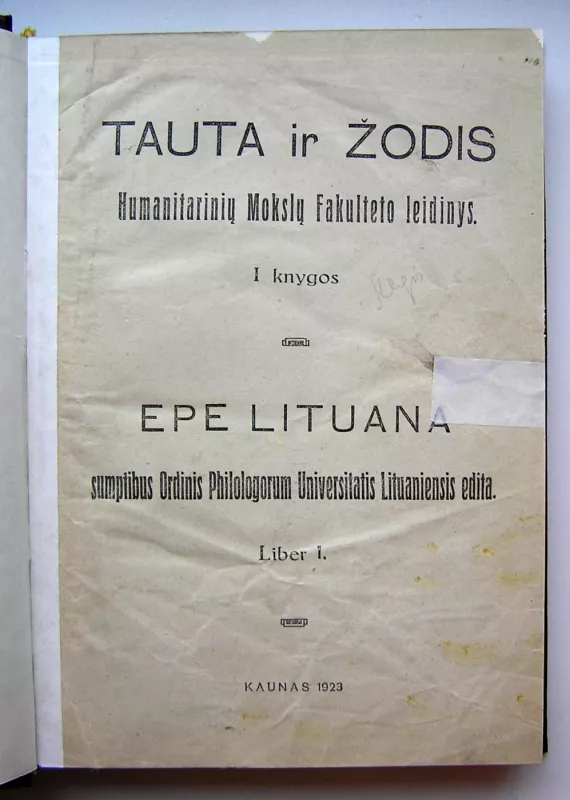 TAUTA ir ŽODIS
Humanitarinių Mokslų Fakulteto leidinys.
I knygos
EPE LITUANA
sumptibus Ordinis Philologorum Universitatis Lituaniensis edita.
Liber I.
KAUNAS 1923